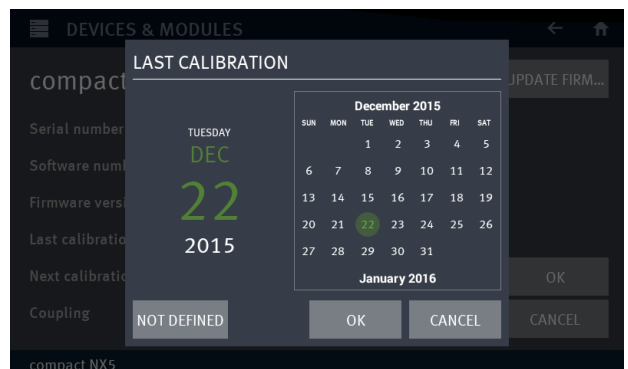 DEVICES & MODULES
LAST CALIBRATION
compact
UPDATE FIRM...
December 2015
SUN MON TUE WED THU FRI SAT
1 2 3 4 5
6 7 8 9 10 11 12
13 14 15 16 17 18 19
20 21 22 23 24 25 26
27 28 29 30 31
January 2016
TUESDAY
DEC
22
2015
Serial number
Software num
Firmware versi
Last calibratio
Next calibratio
Coupling
NOT DEFINED
OK
CANCEL
OK
CANCEL
compact NX5